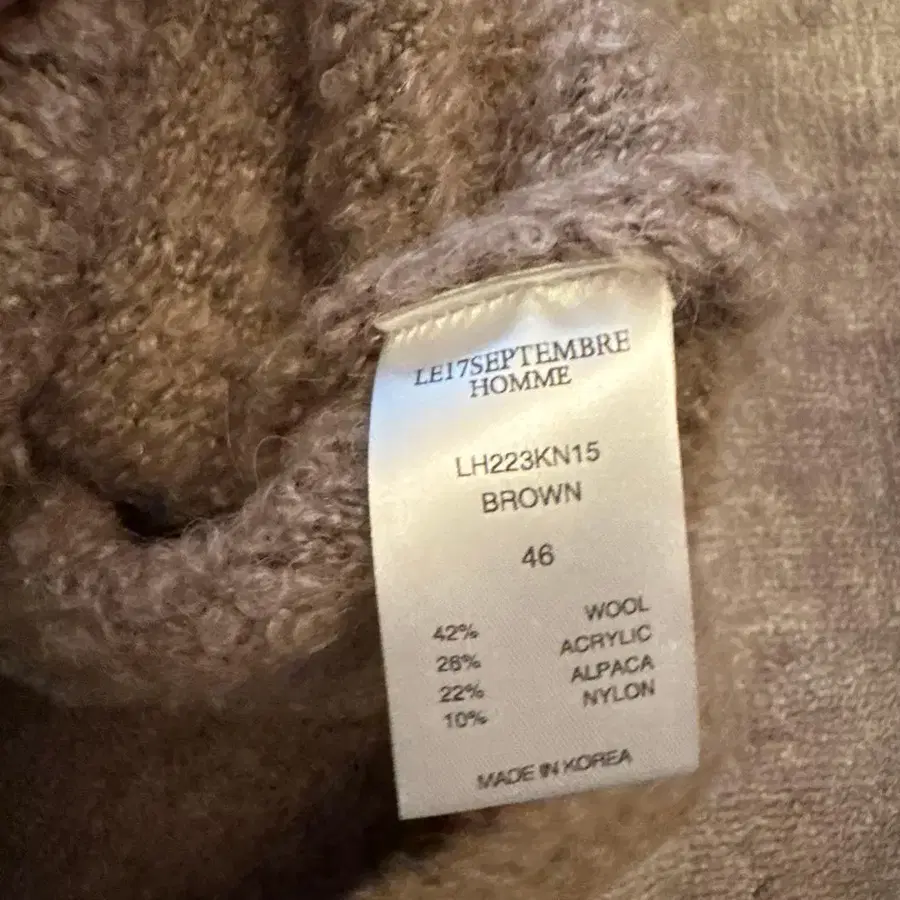 LE17SEPTEMBRE
HOMME
LH223KN15
BROWN
46
42% WOOL
26% ACRYLIC
22% ALPACA
10% NYLON
MADE IN KOREA